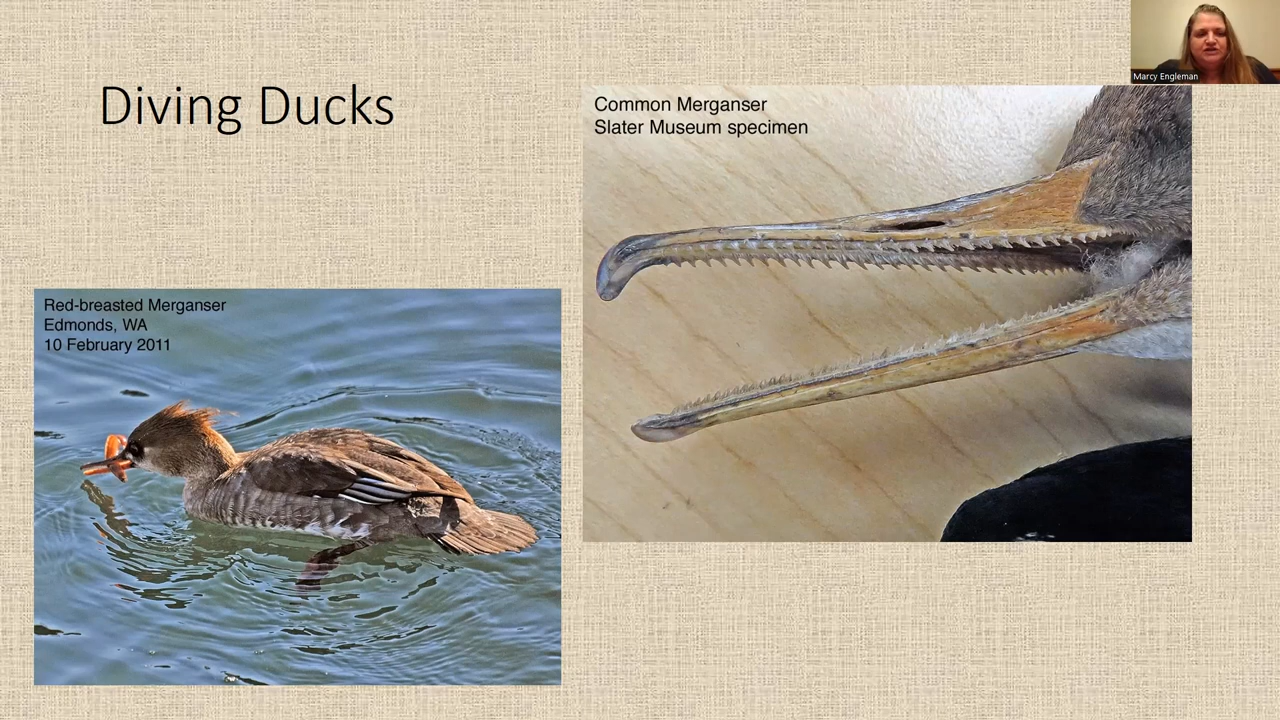 Diving Ducks
Common Merganser
Slater Museum specimen
Marcy Engleman
Red-breasted Merganser
Edmonds, WA
10 February 2011